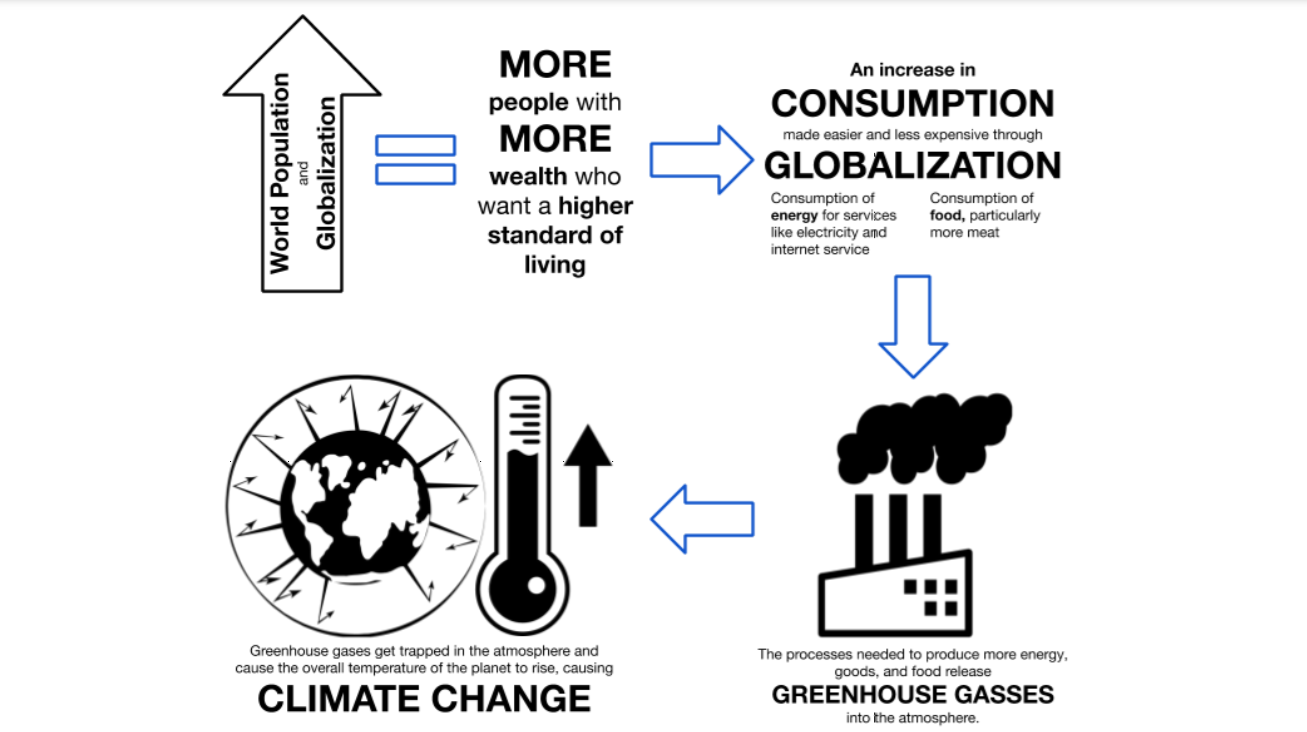 World Population
and
Globalization
MORE
people with
MORE
wealth who
want a higher
standard of
living
An increase in
CONSUMPTION
made easier and less expensive through
GLOBALIZATION
Consumption of
energy for services
like electricity and
internet service
Consumption of
food, particularly
more meat
The processes needed to produce more energy,
goods, and food release
GREENHOUSE GASSES
into the atmosphere.
Greenhouse gases get trapped in the atmosphere and
cause the overall temperature of the planet to rise, causing
CLIMATE CHANGE